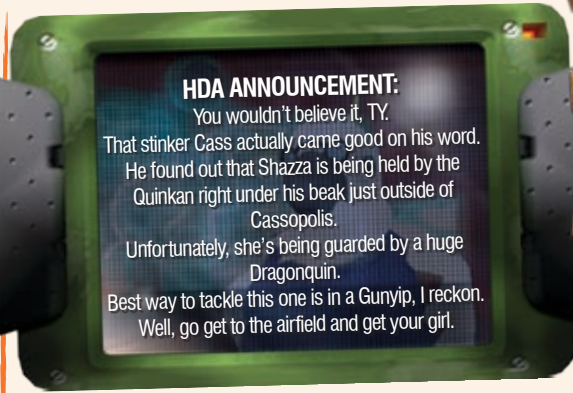 HDA ANNOUNCEMENT:
You wouldn't believe it, TY.
That stinker Cass actually came good on his word.
He found out that Shazza is being held by the
Quinkan right under his beak just outside of
Cassopolis.
Unfortunately, she's being guarded by a huge
Dragonquin.
Best way to tackle this one is in a Gunyip, I reckon.
Well, go get to the airfield and get your girl.